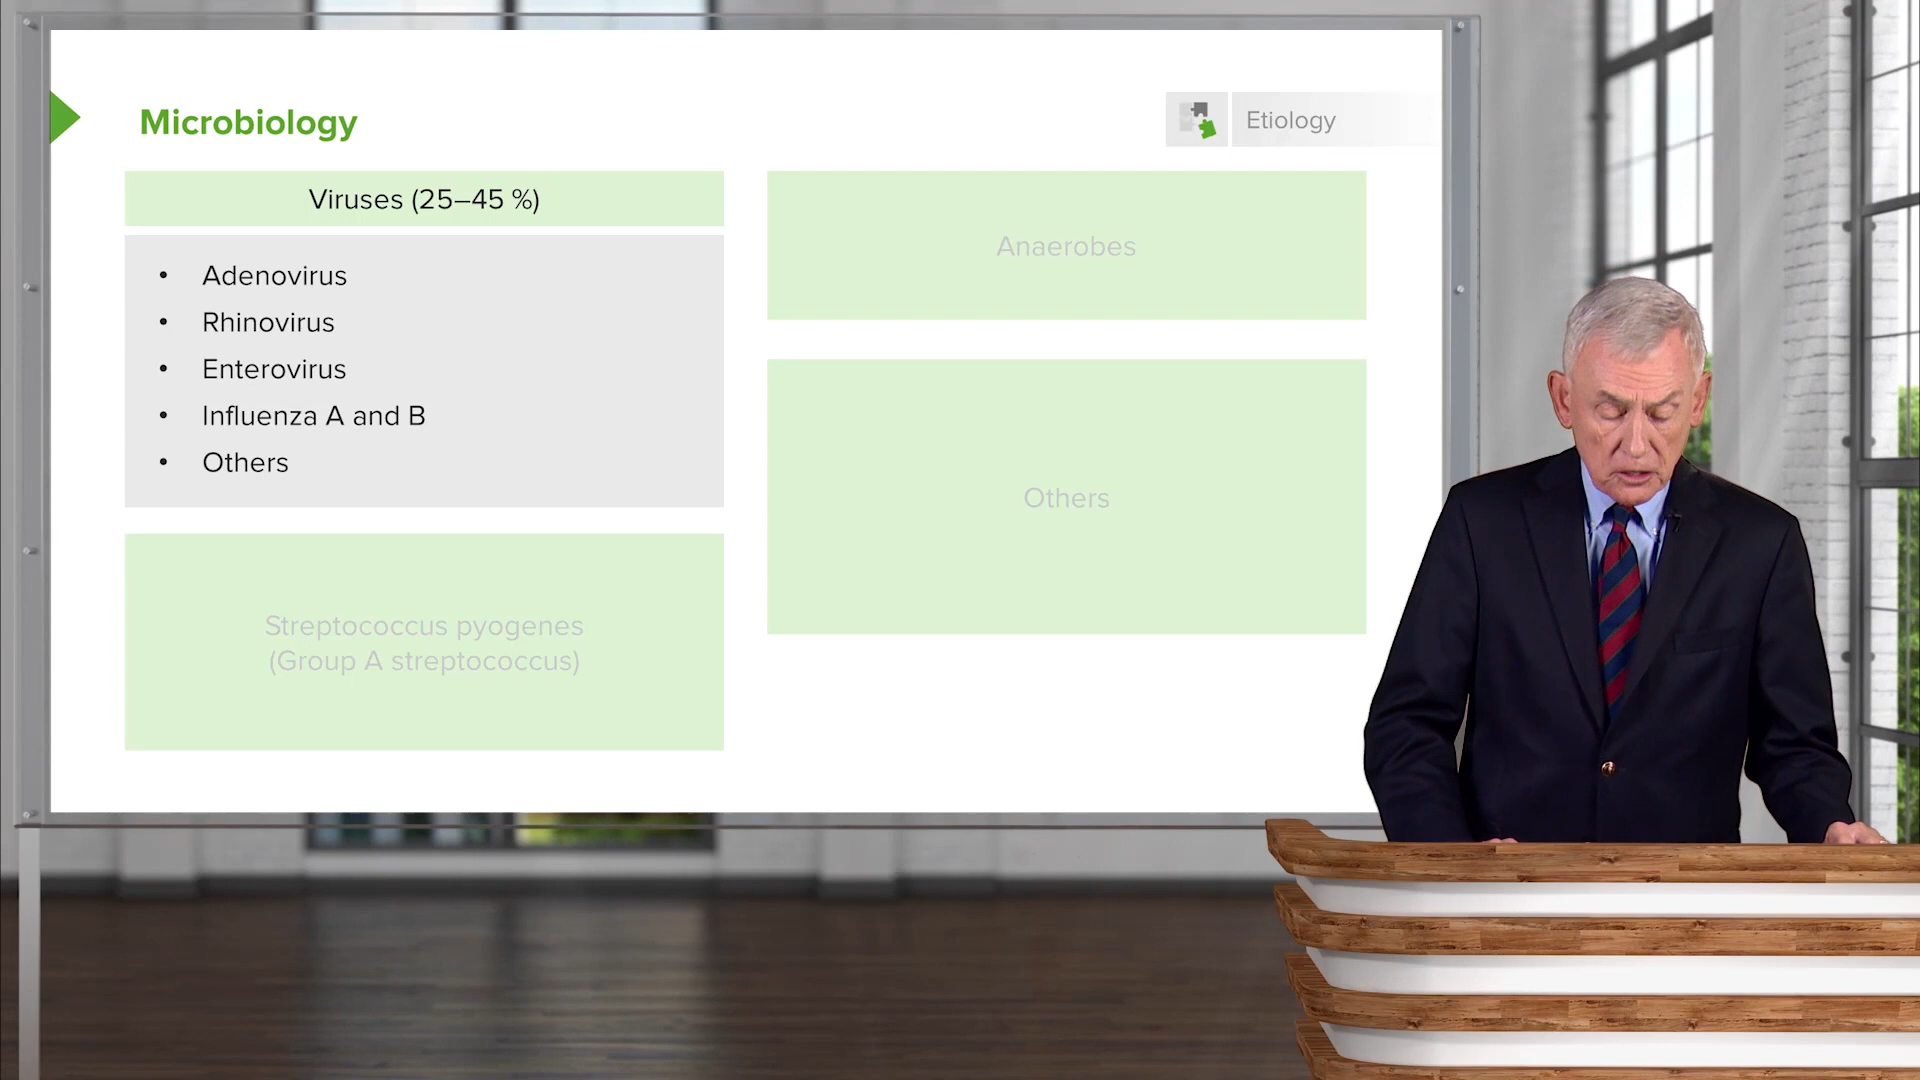 Microbiology
Etiology
Viruses (25–45 %)
• Adenovirus
• Rhinovirus
• Enterovirus
• Influenza A and B
• Others
Streptococcus pyogenes
(Group A streptococcus)
Anaerobes
Others